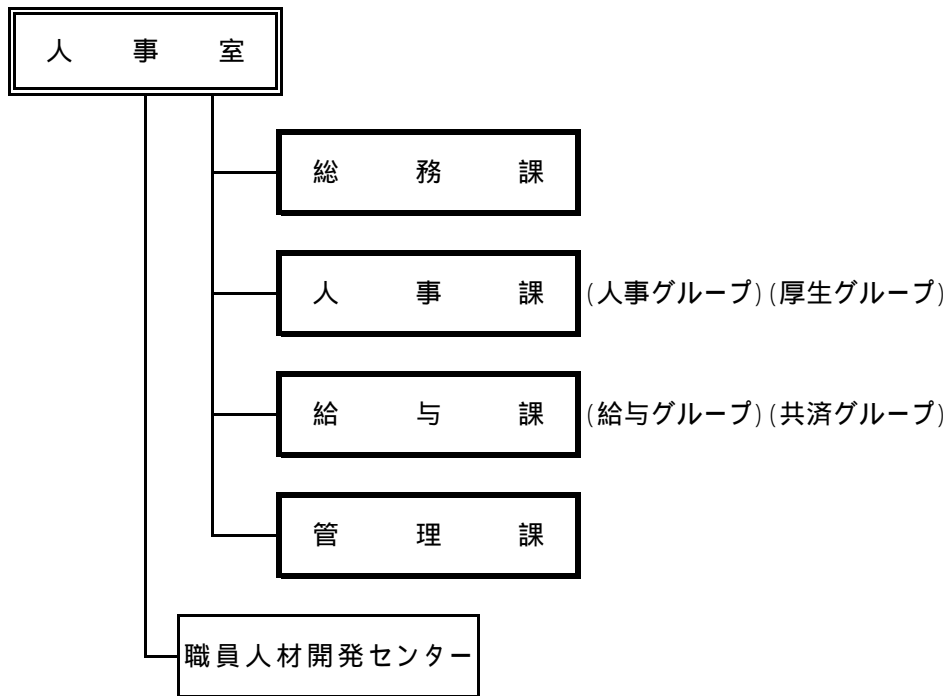 人事室
総務課
人事課 (人事グループ) (厚生グループ)
給与課 (給与グループ) (共済グループ)
管理課
職員人材開発センター